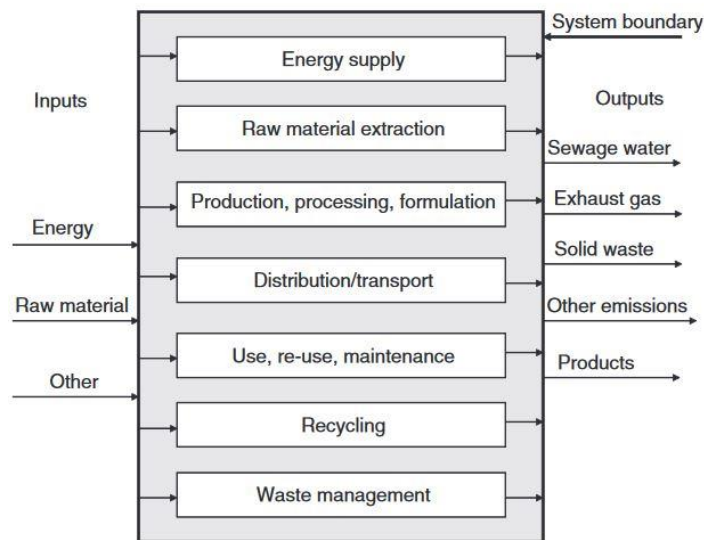 System boundary
Energy supply
Inputs
Outputs
Raw material extraction
Sewage water
Production, processing, formulation
Exhaust gas
Energy
Solid waste
Distribution/transport
Raw material
Other emissions
Use, re-use, maintenance
Products
Other
Recycling
Waste management